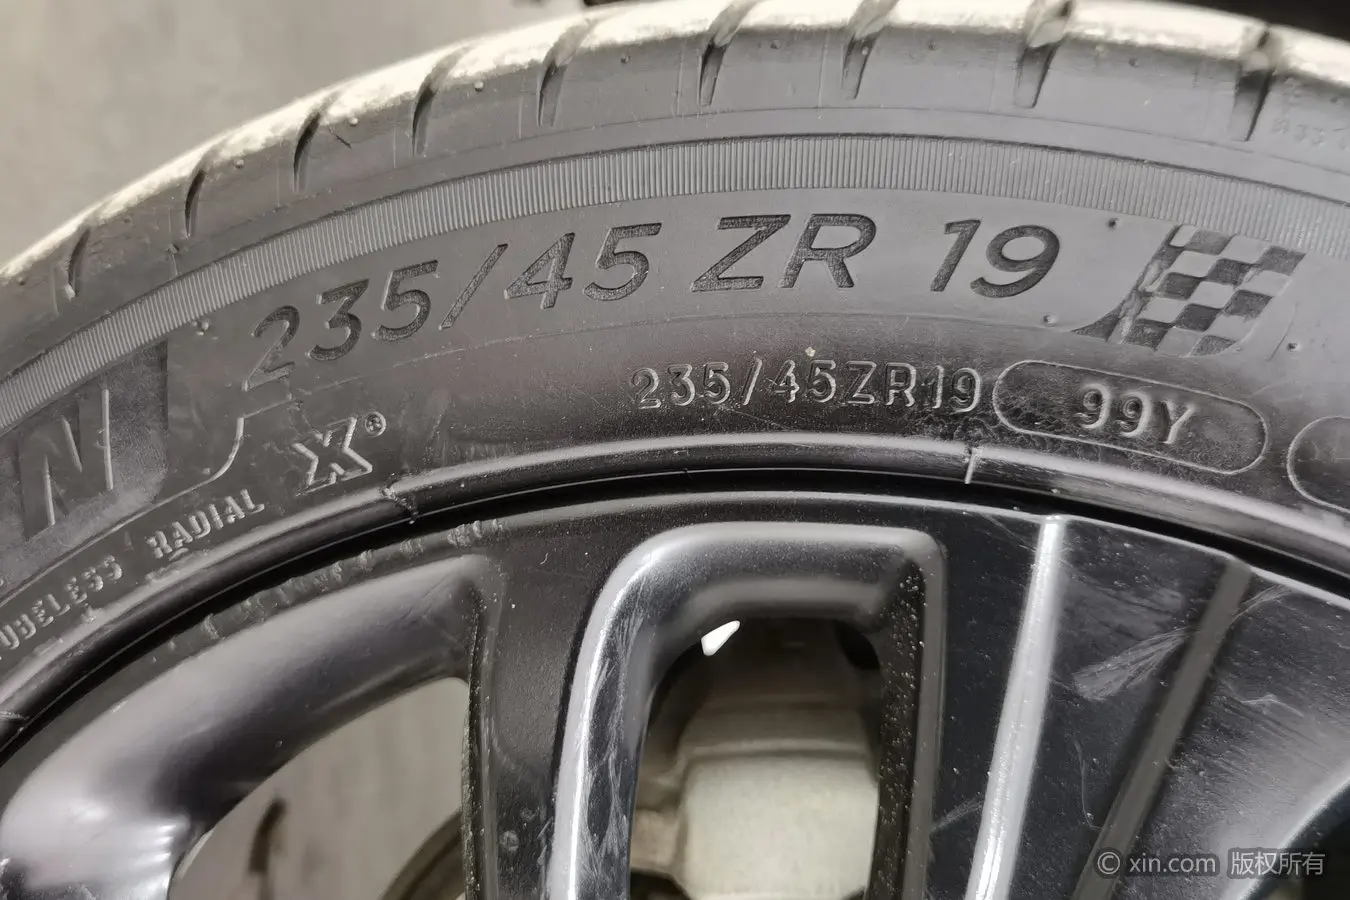 235/45 ZR 19
235/45ZR19 99Y
N
TUBELESS RADIAL X®
© xin.com 版权所有